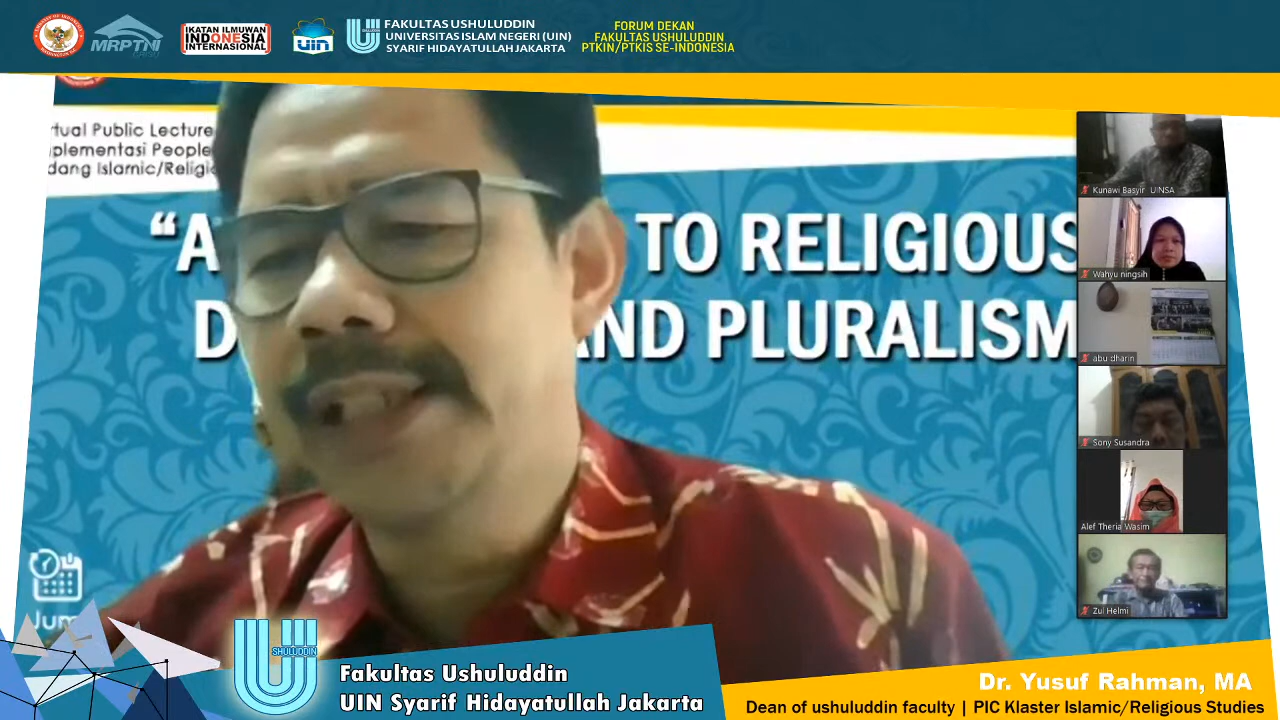 MRPTNI
IKATAN ILMUWAN
INDONESIA
INTERNASIONAL
uin
FAKULTAS USHULUDDIN
UNIVERSITAS ISLAM NEGERI (UIN)
SYARIF HIDAYATULLAH JAKARTA
FORUM DEKAN
FAKULTAS USHULUDDIN
PTKIN/PTKIS SE-INDONESIA
rtual Public Lecture
plementasi People
dang Islamic/Religi
“A TO RELIGIOUS
D AND PLURALISM
Kunawi Basyir UINSA
Wahyu ningsih
abu dharin
Sony Susandra
Alef Theria Wasim
Zul Helmi
Jum
USHULUDDIN
Fakultas Ushuluddin
UIN Syarif Hidayatullah Jakarta
Dr. Yusuf Rahman, MA
Dean of ushuluddin faculty | PIC Klaster Islamic/Religious Studies